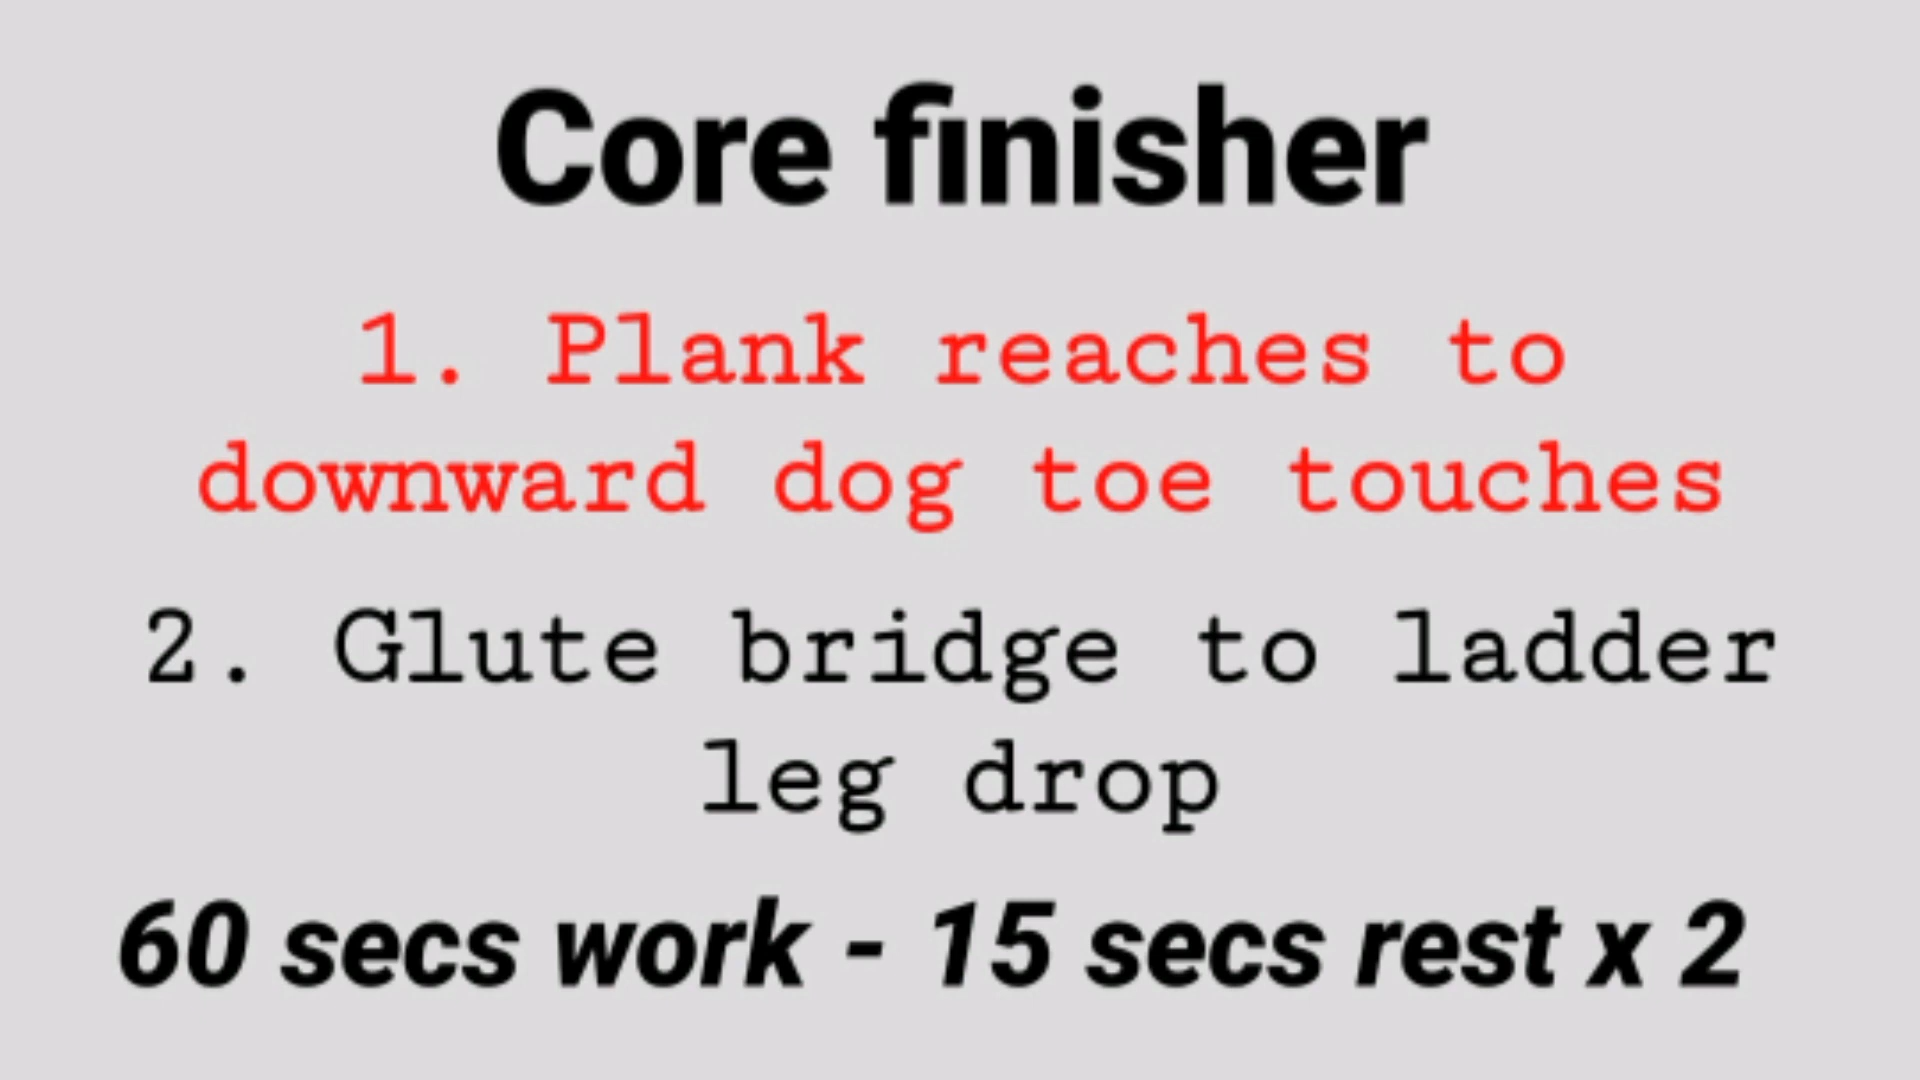 Core finisher
1. Plank reaches to
downward dog toe touches
2. Glute bridge to ladder
leg drop
60 secs work - 15 secs rest x 2